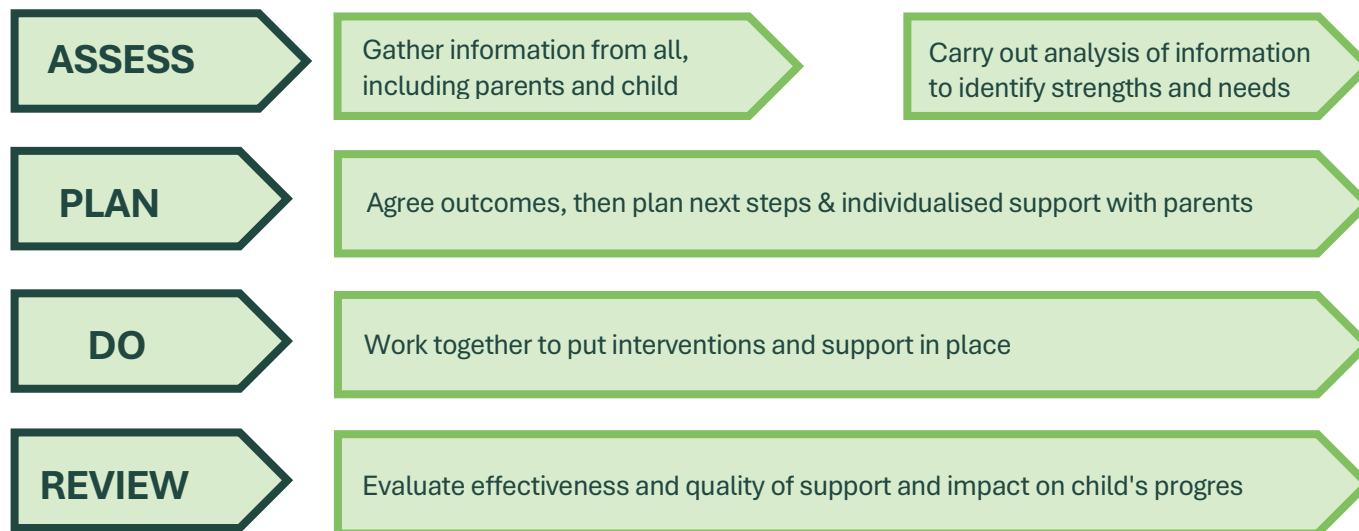 ASSESS
Gather information from all,
including parents and child
Carry out analysis of information
to identify strengths and needs
PLAN
Agree outcomes, then plan next steps & individualised support with parents
DO
Work together to put interventions and support in place
REVIEW
Evaluate effectiveness and quality of support and impact on child's progres